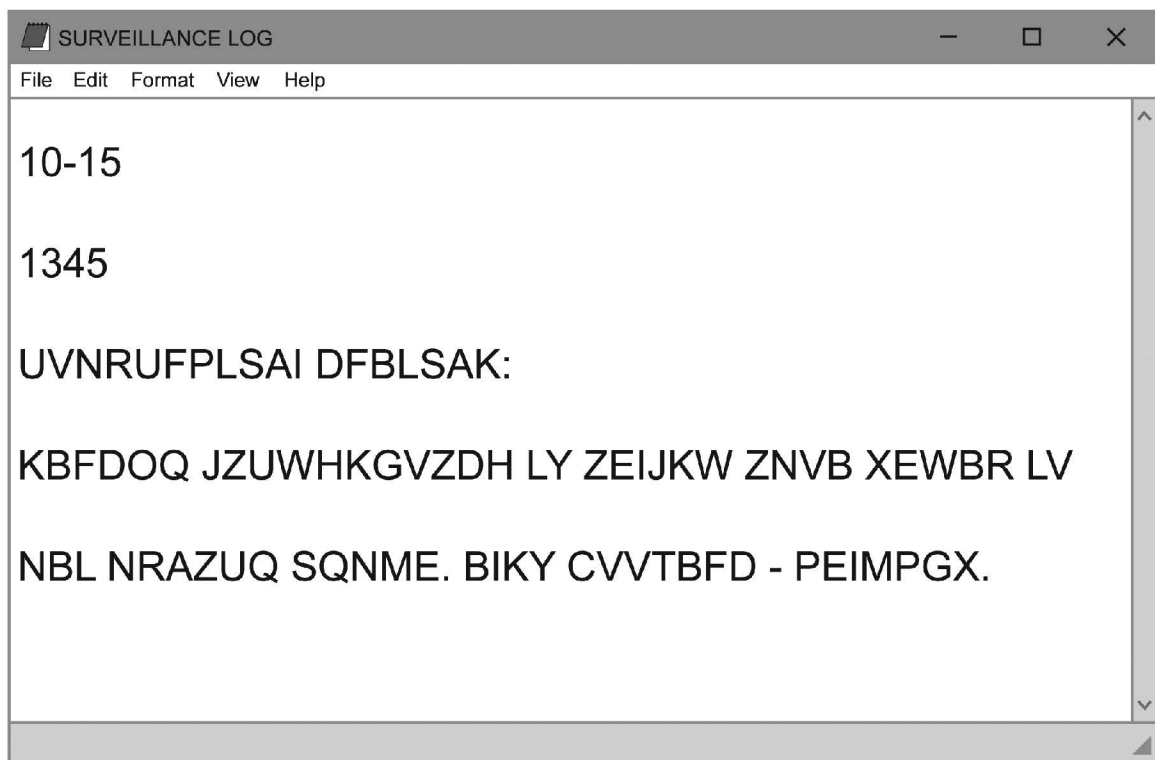 SURVEILLANCE LOG
File Edit Format View Help
10-15
1345
UVNRUFPLSAI DFBLSAK:
KBFDOQ JZUWHKGVZDH LY ZEIJKW ZNVB XEWBR LV
NBL NRAZUQ SQNME. BIKY CVVTBFD - PEIMPGX.